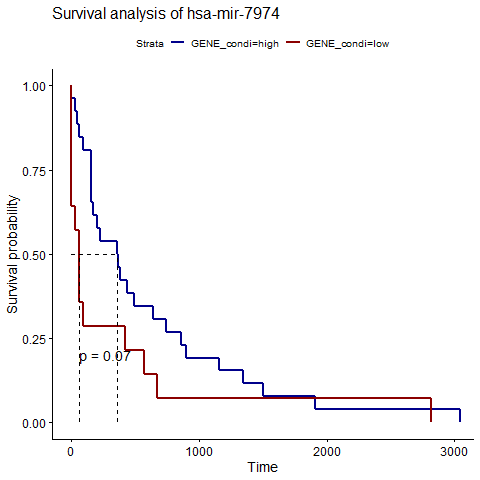 Survival analysis of hsa-mir-7974
Strata GENE_condi=high GENE_condi=low
Survival probability
1.00
0.75
0.50
0.25
0.00
p = 0.07
0 1000 2000 3000
Time